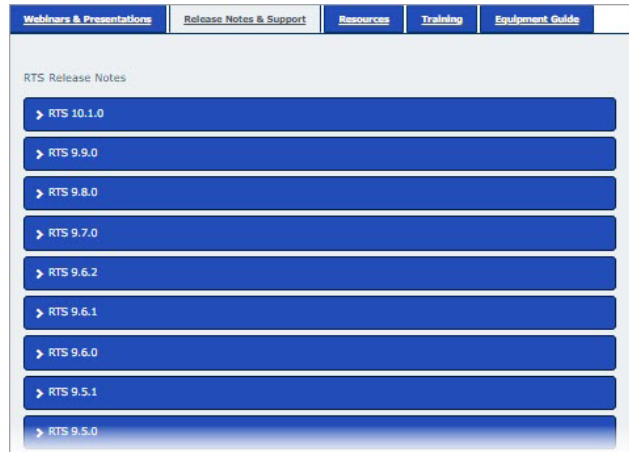 Webinars & Presentations Release Notes & Support Resources Training Equipment Guide
RTS Release Notes
RTS 10.1.0
RTS 9.9.0
RTS 9.8.0
RTS 9.7.0
RTS 9.6.2
RTS 9.6.1
RTS 9.6.0
RTS 9.5.1
RTS 9.5.0